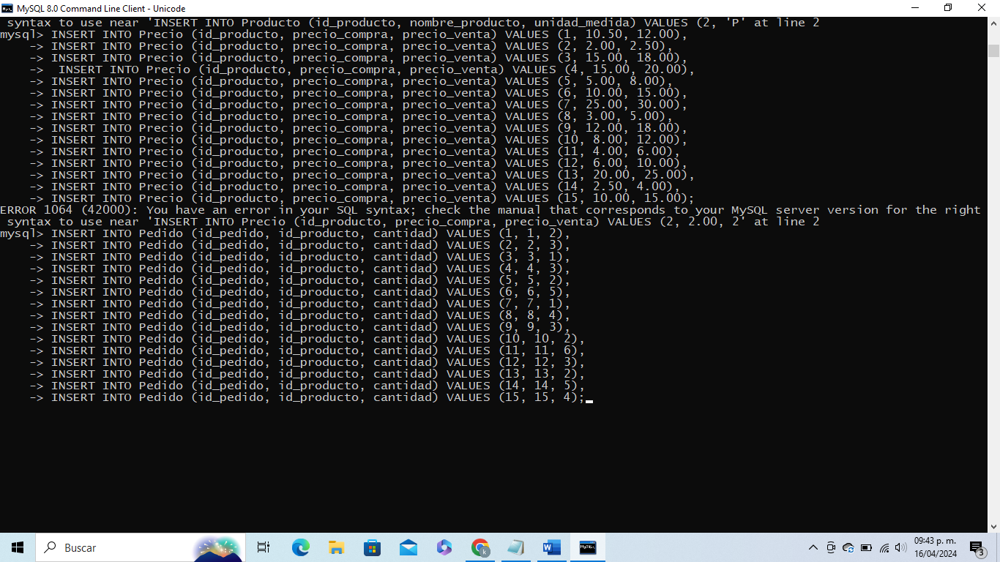 MySQL 8.0 Command Line Client - Unicode
 syntax to use near 'INSERT INTO Producto (id_producto, nombre_producto, unidad_medida) VALUES (2, 'P' at line 2
mysql> INSERT INTO Precio (id_producto, precio_compra, precio_venta) VALUES (1, 10.50, 12.00),
    -> INSERT INTO Precio (id_producto, precio_compra, precio_venta) VALUES (2, 2.00, 2.50),
    -> INSERT INTO Precio (id_producto, precio_compra, precio_venta) VALUES (3, 15.00, 18.00),
    ->  INSERT INTO Precio (id_producto, precio_compra, precio_venta) VALUES (4, 15.00, 20.00),
    -> INSERT INTO Precio (id_producto, precio_compra, precio_venta) VALUES (5, 5.00, 8.00),
    -> INSERT INTO Precio (id_producto, precio_compra, precio_venta) VALUES (6, 10.00, 15.00),
    -> INSERT INTO Precio (id_producto, precio_compra, precio_venta) VALUES (7, 25.00, 30.00),
    -> INSERT INTO Precio (id_producto, precio_compra, precio_venta) VALUES (8, 3.00, 5.00),
    -> INSERT INTO Precio (id_producto, precio_compra, precio_venta) VALUES (9, 12.00, 18.00),
    -> INSERT INTO Precio (id_producto, precio_compra, precio_venta) VALUES (10, 8.00, 12.00),
    -> INSERT INTO Precio (id_producto, precio_compra, precio_venta) VALUES (11, 4.00, 6.00),
    -> INSERT INTO Precio (id_producto, precio_compra, precio_venta) VALUES (12, 6.00, 10.00),
    -> INSERT INTO Precio (id_producto, precio_compra, precio_venta) VALUES (13, 20.00, 25.00),
    -> INSERT INTO Precio (id_producto, precio_compra, precio_venta) VALUES (14, 2.50, 4.00),
    -> INSERT INTO Precio (id_producto, precio_compra, precio_venta) VALUES (15, 10.00, 15.00);
ERROR 1064 (42000): You have an error in your SQL syntax; check the manual that corresponds to your MySQL server version for the right
 syntax to use near 'INSERT INTO Precio (id_producto, precio_compra, precio_venta) VALUES (2, 2.00, 2' at line 2
mysql> INSERT INTO Pedido (id_pedido, id_producto, cantidad) VALUES (1, 1, 2),
    -> INSERT INTO Pedido (id_pedido, id_producto, cantidad) VALUES (2, 2, 3),
    -> INSERT INTO Pedido (id_pedido, id_producto, cantidad) VALUES (3, 3, 1),
    -> INSERT INTO Pedido (id_pedido, id_producto, cantidad) VALUES (4, 4, 3),
    -> INSERT INTO Pedido (id_pedido, id_producto, cantidad) VALUES (5, 5, 2),
    -> INSERT INTO Pedido (id_pedido, id_producto, cantidad) VALUES (6, 6, 5),
    -> INSERT INTO Pedido (id_pedido, id_producto, cantidad) VALUES (7, 7, 1),
    -> INSERT INTO Pedido (id_pedido, id_producto, cantidad) VALUES (8, 8, 4),
    -> INSERT INTO Pedido (id_pedido, id_producto, cantidad) VALUES (9, 9, 3),
    -> INSERT INTO Pedido (id_pedido, id_producto, cantidad) VALUES (10, 10, 2),
    -> INSERT INTO Pedido (id_pedido, id_producto, cantidad) VALUES (11, 11, 6),
    -> INSERT INTO Pedido (id_pedido, id_producto, cantidad) VALUES (12, 12, 3),
    -> INSERT INTO Pedido (id_pedido, id_producto, cantidad) VALUES (13, 13, 2),
    -> INSERT INTO Pedido (id_pedido, id_producto, cantidad) VALUES (14, 14, 5),
    -> INSERT INTO Pedido (id_pedido, id_producto, cantidad) VALUES (15, 15, 4);
Buscar
09:43 p. m.
16/04/2024
3